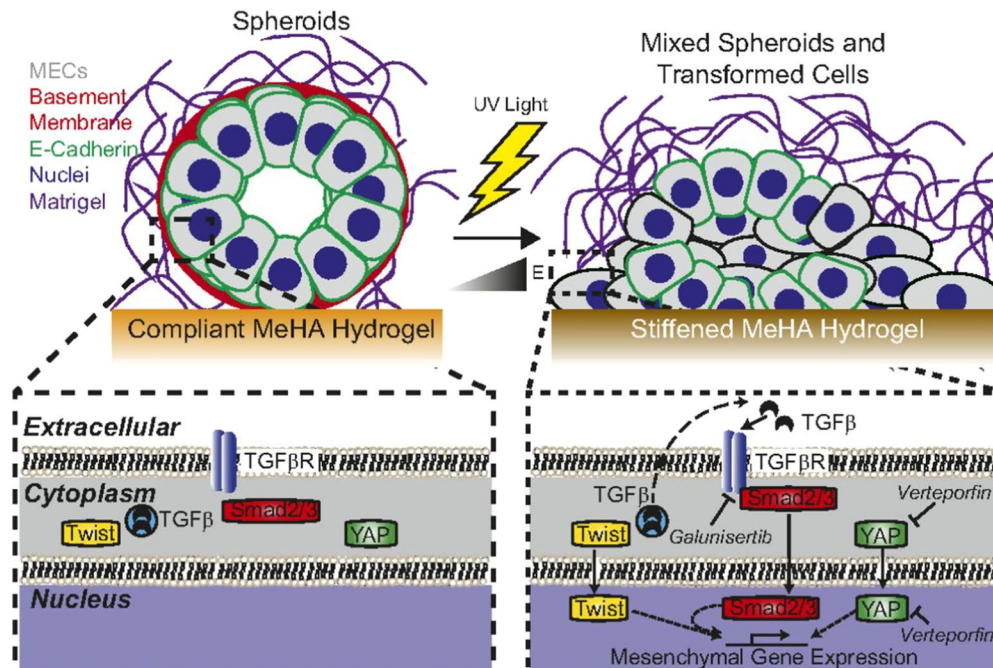 Spheroids
MECs
Basement
Membrane
E-Cadherin
Nuclei
Matrigel
UV Light
E
Mixed Spheroids and
Transformed Cells
Compliant MeHA Hydrogel
Stiffened MeHA Hydrogel
Extracellular
TGFβR
Cytoplasm
Twist
TGFβ
Smad2/3
YAP
Nucleus
TGFβ
TGFβR
TGFβ
Smad2/3
Verteporfin
Twist
Galunisertib
YAP
Twist
Smad2/3
YAP
Verteporfin
Mesenchymal Gene Expression